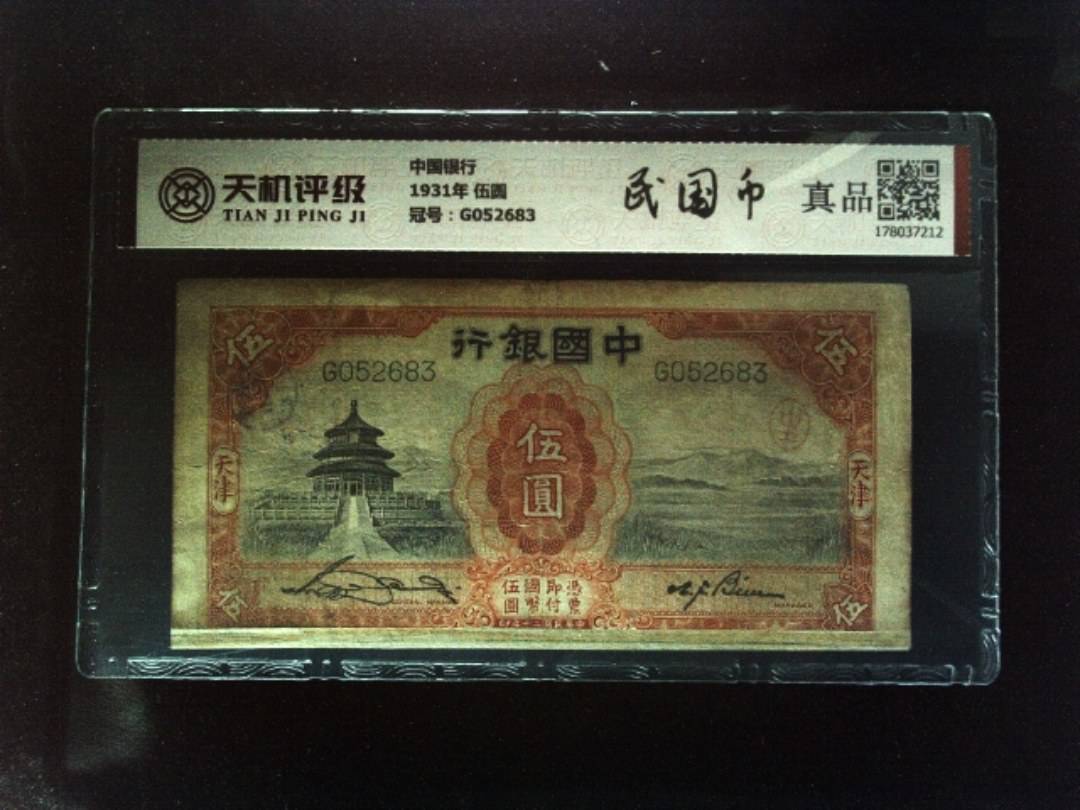 天机评级
TIAN JI PING JI
中国银行
1931年 伍圆
冠号：G052683
民国币
真品
178037212
伍
伍
行銀國中
G052683
G052683
伍
圓
天
津
天
津
憑票
即付
國幣
伍圓
伍
伍